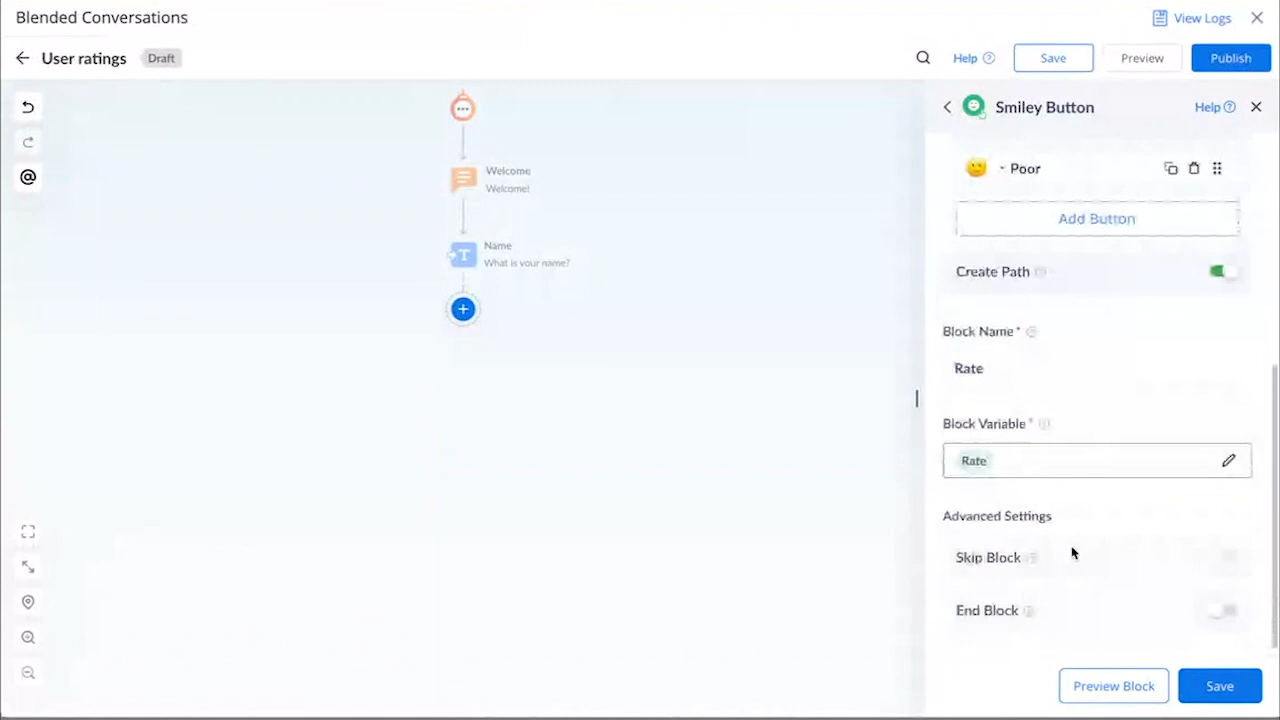 Blended Conversations
View Logs
User ratings
Draft
Help
Save
Preview
Publish
Smiley Button
Help
Welcome
Welcome!
Name
What is your name?
Poor
Add Button
Create Path
Block Name *
Rate
Block Variable *
Rate
Advanced Settings
Skip Block
End Block
Preview Block
Save